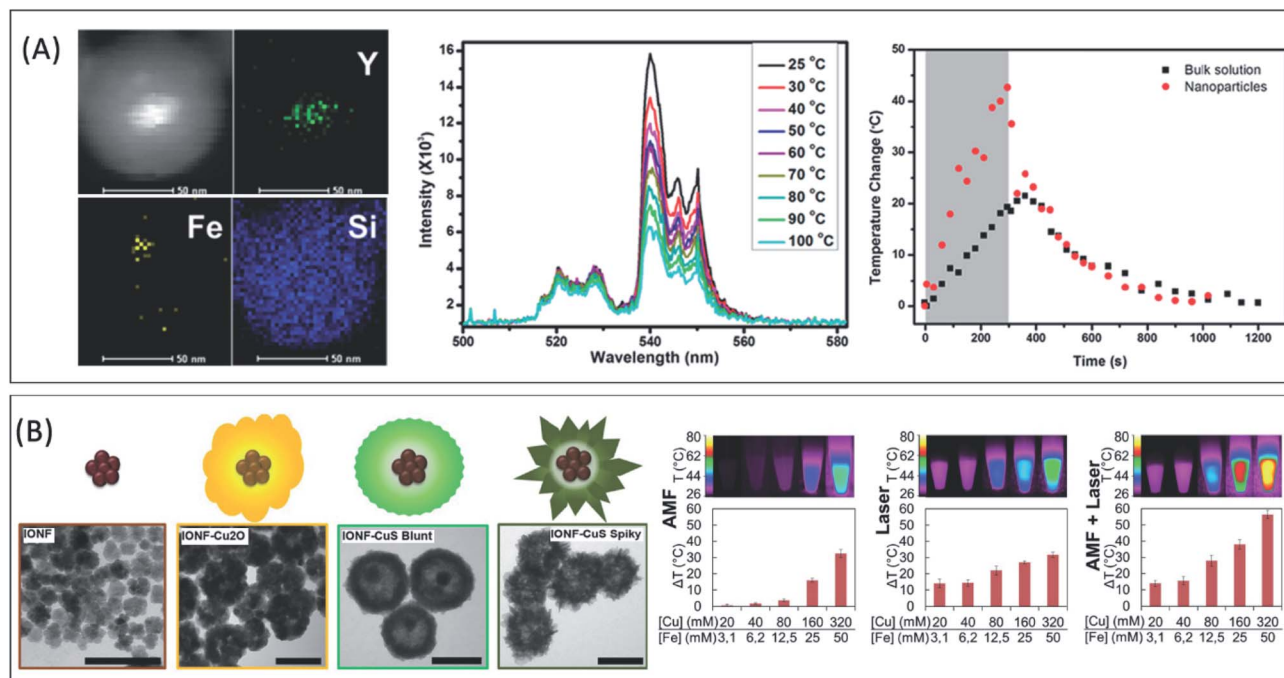 (A)
Y
50 nm
50 nm
Fe
Si
50 nm
50 nm
Intensity (X10³)
16
14
12
10
8
6
4
2
500 520 540 560 580
Wavelength (nm)
25 °C
30 °C
40 °C
50 °C
60 °C
70 °C
80 °C
90 °C
100 °C
Temperature Change (°C)
50
40
30
20
10
0
0 200 400 600 800 1000 1200
Time (s)
Bulk solution
Nanoparticles
(B)
IONF
IONF-Cu2O
IONF-CuS Blunt
IONF-CuS Spiky
AMF
T (°C)
80
62
44
26
ΔT (°C)
60
50
40
30
20
10
0
[Cu] (mM) 20 40 80 160 320
[Fe] (mM) 3,1 6,2 12,5 25 50
Laser
T (°C)
80
62
44
26
ΔT (°C)
60
50
40
30
20
10
0
[Cu] (mM) 20 40 80 160 320
[Fe] (mM) 3,1 6,2 12,5 25 50
AMF + Laser
T (°C)
80
62
44
26
ΔT (°C)
60
50
40
30
20
10
0
[Cu] (mM) 20 40 80 160 320
[Fe] (mM) 3,1 6,2 12,5 25 50